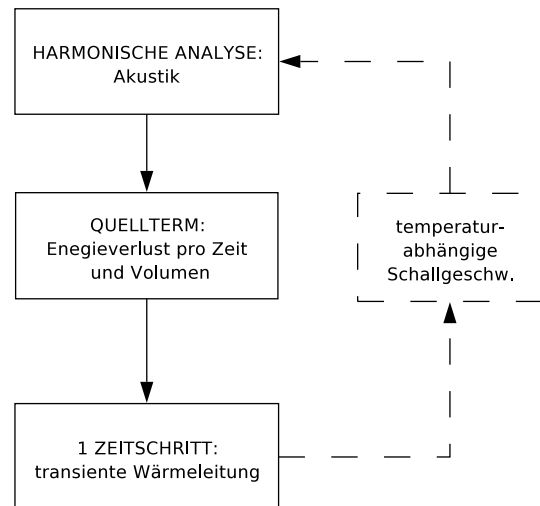 HARMONISCHE ANALYSE:
Akustik
QUELLTERM:
Enegieverlust pro Zeit
und Volumen
temperatur-
abhängige
Schallgeschw.
1 ZEITSCHRITT:
transiente Wärmeleitung